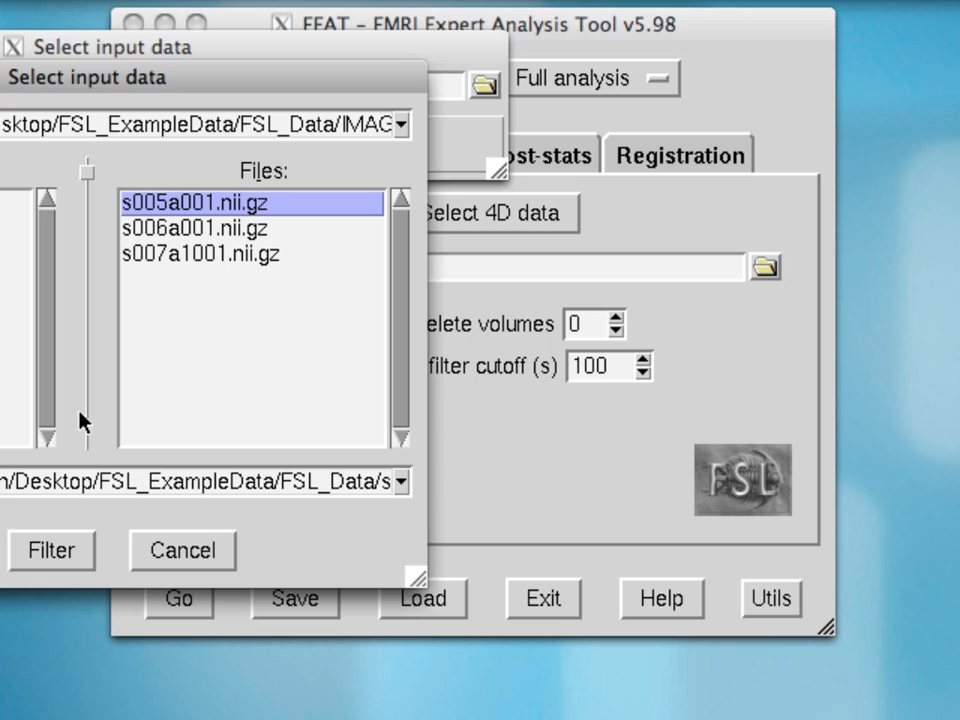 X FEAT - FMRI Expert Analysis Tool v5.98
X Select input data
Select input data
Full analysis
sktop/FSL_ExampleData/FSL_Data/IMAG
ost-stats Registration
Files:
s005a001.nii.gz
s006a001.nii.gz
s007a1001.nii.gz
Select 4D data
elete volumes 0
filter cutoff (s) 100
FSL
n/Desktop/FSL_ExampleData/FSL_Data/s
Filter Cancel
Go Save Load Exit Help Utils